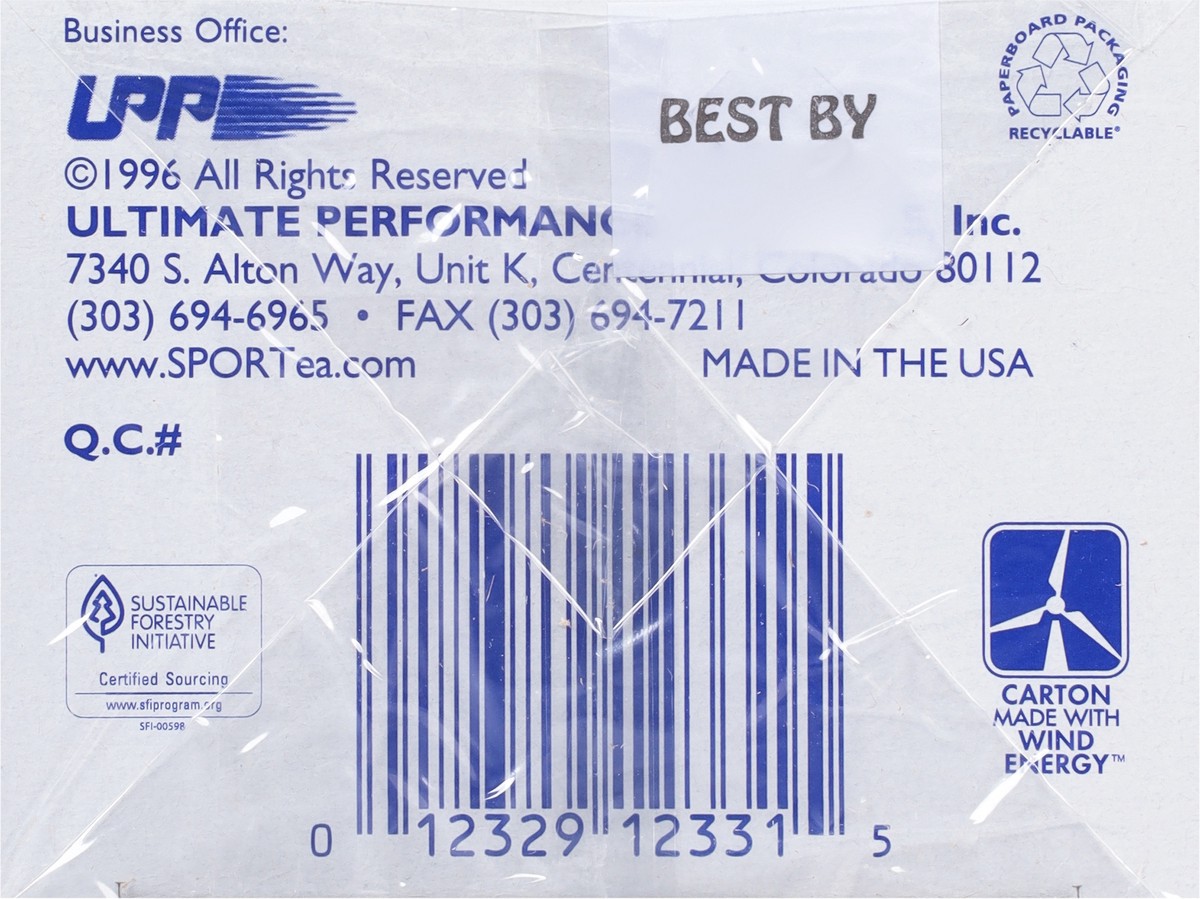 Business Office:
UPP
BEST BY
PAPERBOARD PACKAGING
RECYCLABLE®
©1996 All Rights Reserved
ULTIMATE Inc.
7340 S. Alton Way, Unit K, Centennial, Colorado 80112
(303) 694-6965 • FAX (303) 694-7211
www.SPORTea.com MADE IN THE USA
Q.C.#
SUSTAINABLE
FORESTRY
INITIATIVE
Certified Sourcing
www.sfiprogram.org
SFI-00598
CARTON
MADE WITH
WIND
ENERGY™
0 12329 12331 5